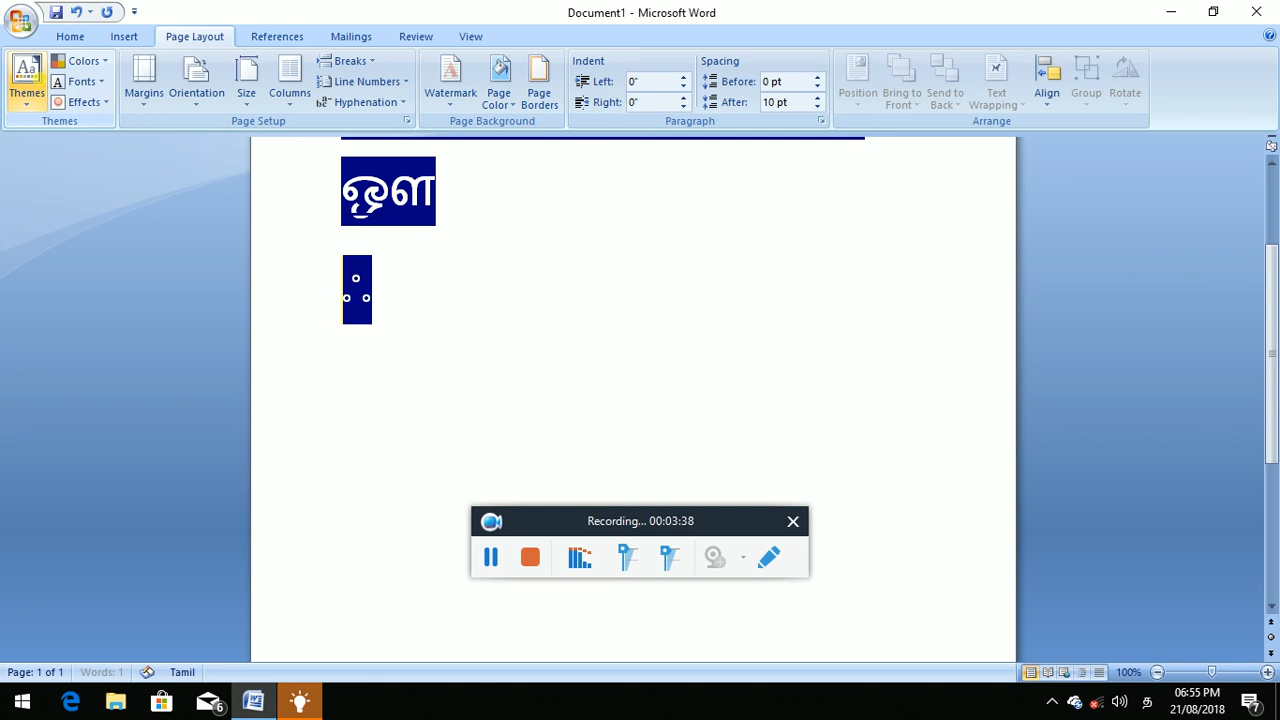 Document1 - Microsoft Word
Home Insert Page Layout References Mailings Review View
Themes Colors Fonts Effects Margins Orientation Size Columns Breaks Line Numbers Hyphenation Watermark Page Color Page Borders Indent Left: 0" Right: 0" Spacing Before: 0 pt After: 10 pt Position Bring to Front Send to Back Text Wrapping Align Group Rotate
Themes Page Setup Page Background Paragraph Arrange
ஔ
ஃ
Recording... 00:03:38
Page: 1 of 1 Words: 1 Tamil 100%
6 06:55 PM
21/08/2018 7